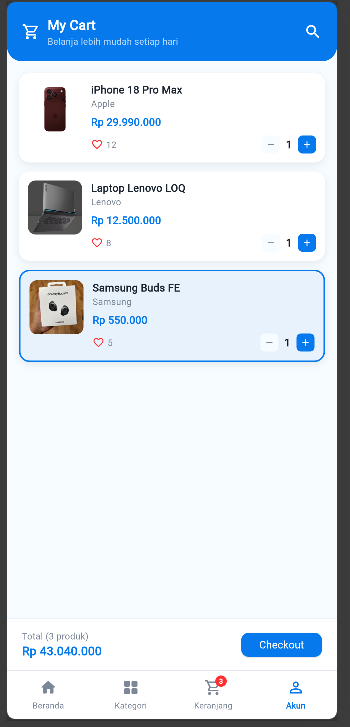 My Cart
Belanja lebih mudah setiap hari
iPhone 18 Pro Max
Apple
Rp 29.990.000
12
− 1 +
Laptop Lenovo LOQ
Lenovo
Rp 12.500.000
8
− 1 +
Samsung Buds FE
Samsung
Rp 550.000
5
− 1 +
Total (3 produk)
Rp 43.040.000
Checkout
3
Beranda
Kategori
Keranjang
Akun